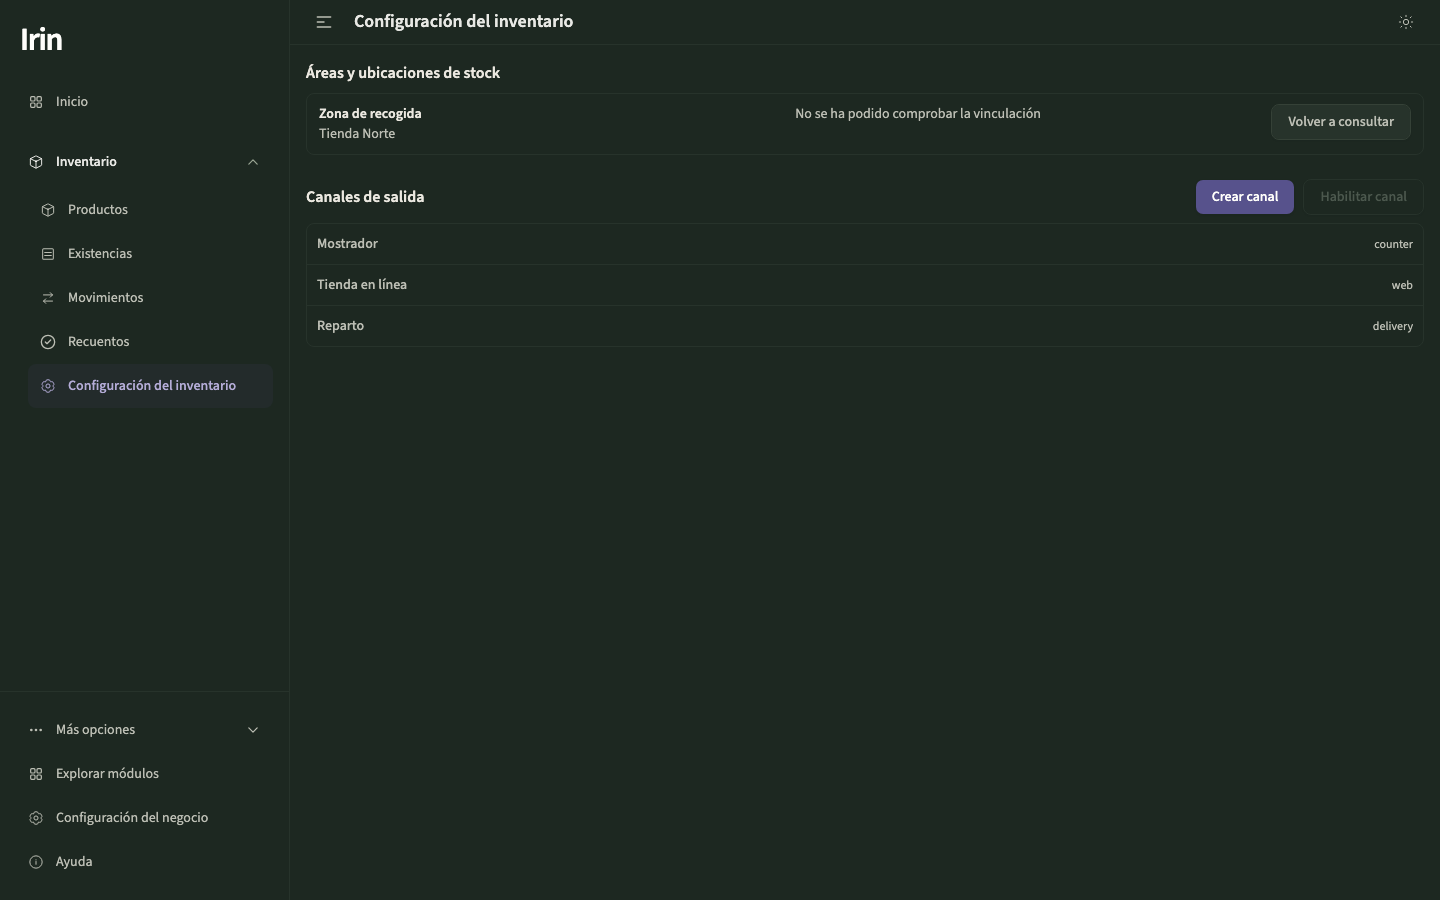 Irin
Inicio
Inventario
Productos
Existencias
Movimientos
Recuentos
Configuración del inventario
Más opciones
Explorar módulos
Configuración del negocio
Ayuda
Configuración del inventario
Áreas y ubicaciones de stock
Zona de recogida
Tienda Norte
No se ha podido comprobar la vinculación
Volver a consultar
Canales de salida
Crear canal
Habilitar canal
Mostrador
counter
Tienda en línea
web
Reparto
delivery